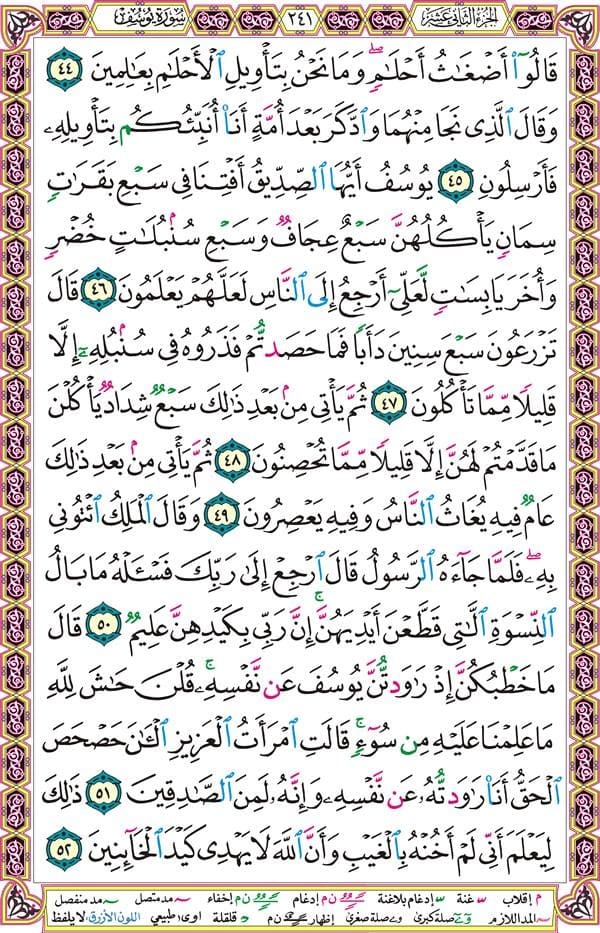 سورة يوسف ٢٤١ الجزء الثاني عشر
قَالُوٓاْ أَضْغَٰثُ أَحْلَٰمٖۖ وَمَا نَحْنُ بِتَأْوِيلِ ٱلْأَحْلَٰمِ بِعَٰلِمِينَ ٤٤
وَقَالَ ٱلَّذِى نَجَا مِنْهُمَا وَٱدَّكَرَ بَعْدَ أُمَّةٍ أَنَا۠ أُنَبِّئُكُم بِتَأْوِيلِهِۦ
فَأَرْسِلُونِ ٤٥ يُوسُفُ أَيُّهَا ٱلصِّدِّيقُ أَفْتِنَا فِى سَبْعِ بَقَرَٰتٖ
سِمَانٖ يَأْكُلُهُنَّ سَبْعٌ عِجَافٞ وَسَبْعِ سُنۢبُلَٰتٍ خُضْرٖ
وَأُخَرَ يَابِسَٰتٖ لَّعَلِّىٓ أَرْجِعُ إِلَى ٱلنَّاسِ لَعَلَّهُمْ يَعْلَمُونَ ٤٦ قَالَ
تَزْرَعُونَ سَبْعَ سِنِينَ دَأَبٗا فَمَا حَصَدتُّمْ فَذَرُوهُ فِى سُنۢبُلِهِۦٓ إِلَّا
قَلِيلٗا مِّمَّا تَأْكُلُونَ ٤٧ ثُمَّ يَأْتِى مِنۢ بَعْدِ ذَٰلِكَ سَبْعٞ شِدَادٞ يَأْكُلْنَ
مَا قَدَّمْتُمْ لَهُنَّ إِلَّا قَلِيلٗا مِّمَّا تُحْصِنُونَ ٤٨ ثُمَّ يَأْتِى مِنۢ بَعْدِ ذَٰلِكَ
عَامٞ فِيهِ يُغَاثُ ٱلنَّاسُ وَفِيهِ يَعْصِرُونَ ٤٩ وَقَالَ ٱلْمَلِكُ ٱئْتُونِى
بِهِۦۖ فَلَمَّا جَآءَهُ ٱلرَّسُولُ قَالَ ٱرْجِعْ إِلَىٰ رَبِّكَ فَسْـَٔلْهُ مَا بَالُ
ٱلنِّسْوَةِ ٱلَّٰتِى قَطَّعْنَ أَيْدِيَهُنَّۚ إِنَّ رَبِّى بِكَيْدِهِنَّ عَلِيمٞ ٥٠ قَالَ
مَا خَطْبُكُنَّ إِذْ رَٰوَدتُّنَّ يُوسُفَ عَن نَّفْسِهِۦۚ قُلْنَ حَٰشَ لِلَّهِ
مَا عَلِمْنَا عَلَيْهِ مِن سُوٓءٖۚ قَالَتِ ٱمْرَأَتُ ٱلْعَزِيزِ ٱلْـَٰٔنَ حَصْحَصَ
ٱلْحَقُّ أَنَا۠ رَٰوَدتُّهُۥ عَن نَّفْسِهِۦ وَإِنَّهُۥ لَمِنَ ٱلصَّٰدِقِينَ ٥١ ذَٰلِكَ
لِيَعْلَمَ أَنِّى لَمْ أَخُنْهُ بِٱلْغَيْبِ وَأَنَّ ٱللَّهَ لَا يَهْدِى كَيْدَ ٱلْخَآئِنِينَ ٥٢
م إقلاب غنة إدغام بلاغنة ن م إدغام إخفاء مد متصل مد منفصل
المد اللازم صلة كبرى صلة صغرى إظهار ن م قلقلة اوى طبيعي اللون الأزرق لا يلفظ